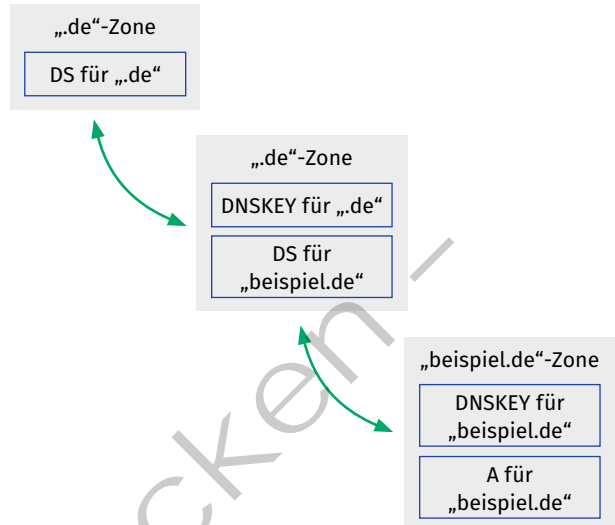 „.de“-Zone
DS für „.de“
„.de“-Zone
DNSKEY für „.de“
DS für
„beispiel.de“
„beispiel.de“-Zone
DNSKEY für
„beispiel.de“
A für
„beispiel.de“
cken –